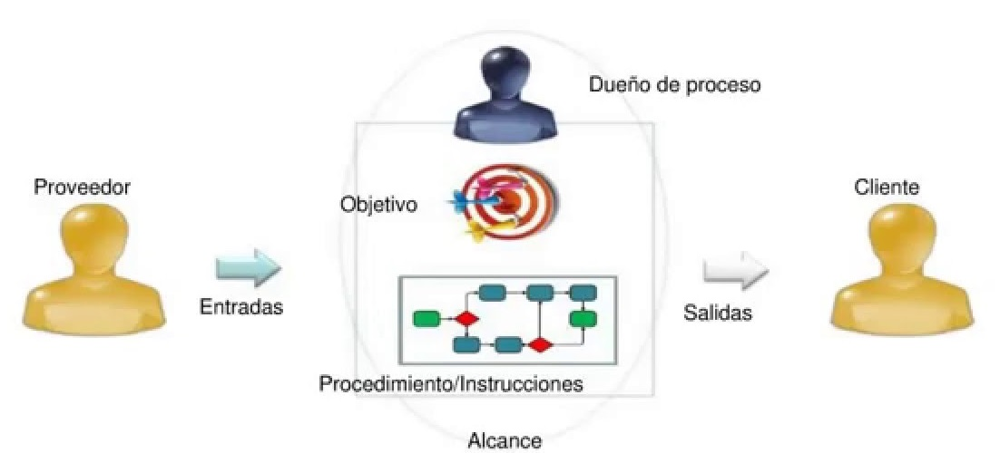 Dueño de proceso
Proveedor
Objetivo
Cliente
Entradas
Salidas
Procedimiento/Instrucciones
Alcance